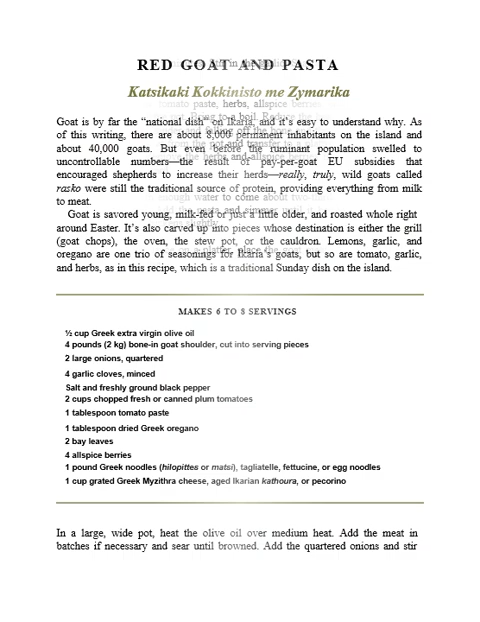 RED GOAT AND PASTA
Katsikaki Kokkinisto me Zymarika
Goat is by far the “national dish” on Ikaria, and it’s easy to understand why. As
of this writing, there are about 8,000 permanent inhabitants on the island and
about 40,000 goats. But even before the ruminant population swelled to
uncontrollable numbers—the result of pay-per-goat EU subsidies that
encouraged shepherds to increase their herds—really, truly, wild goats called
rasko were still the traditional source of protein, providing everything from milk
to meat.
Goat is savored young, milk-fed or just a little older, and roasted whole right
around Easter. It’s also carved up into pieces whose destination is either the grill
(goat chops), the oven, the stew pot, or the cauldron. Lemons, garlic, and
oregano are one trio of seasonings for Ikaria’s goats, but so are tomato, garlic,
and herbs, as in this recipe, which is a traditional Sunday dish on the island.
MAKES 6 TO 8 SERVINGS
½ cup Greek extra virgin olive oil
4 pounds (2 kg) bone-in goat shoulder, cut into serving pieces
2 large onions, quartered
4 garlic cloves, minced
Salt and freshly ground black pepper
2 cups chopped fresh or canned plum tomatoes
1 tablespoon tomato paste
1 tablespoon dried Greek oregano
2 bay leaves
4 allspice berries
1 pound Greek noodles (hilopittes or matsi), tagliatelle, fettucine, or egg noodles
1 cup grated Greek Myzithra cheese, aged Ikarian kathoura, or pecorino
In a large, wide pot, heat the olive oil over medium heat. Add the meat in
batches if necessary and sear until browned. Add the quartered onions and stir